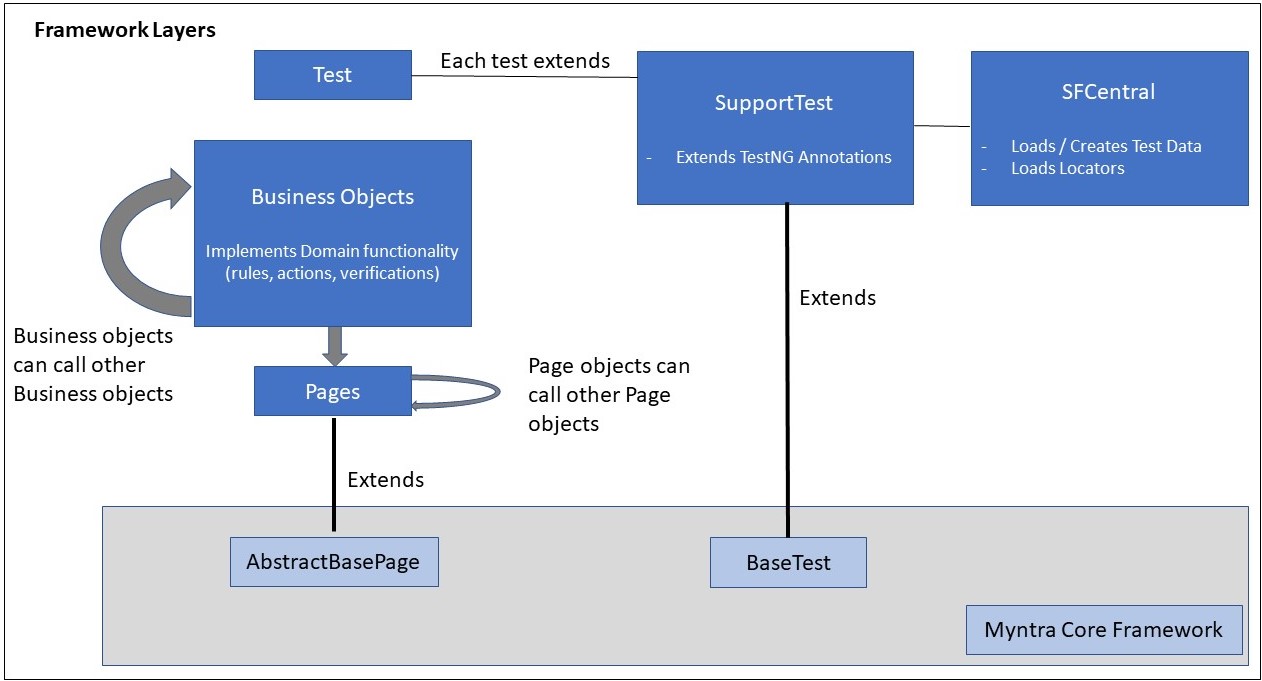 Framework Layers
Test
Each test extends
SupportTest
- Extends TestNG Annotations
SFCentral
- Loads / Creates Test Data
- Loads Locators
Business Objects
Implements Domain functionality
(rules, actions, verifications)
Business objects
can call other
Business objects
Extends
Pages
Page objects can
call other Page
objects
Extends
AbstractBasePage
BaseTest
Myntra Core Framework